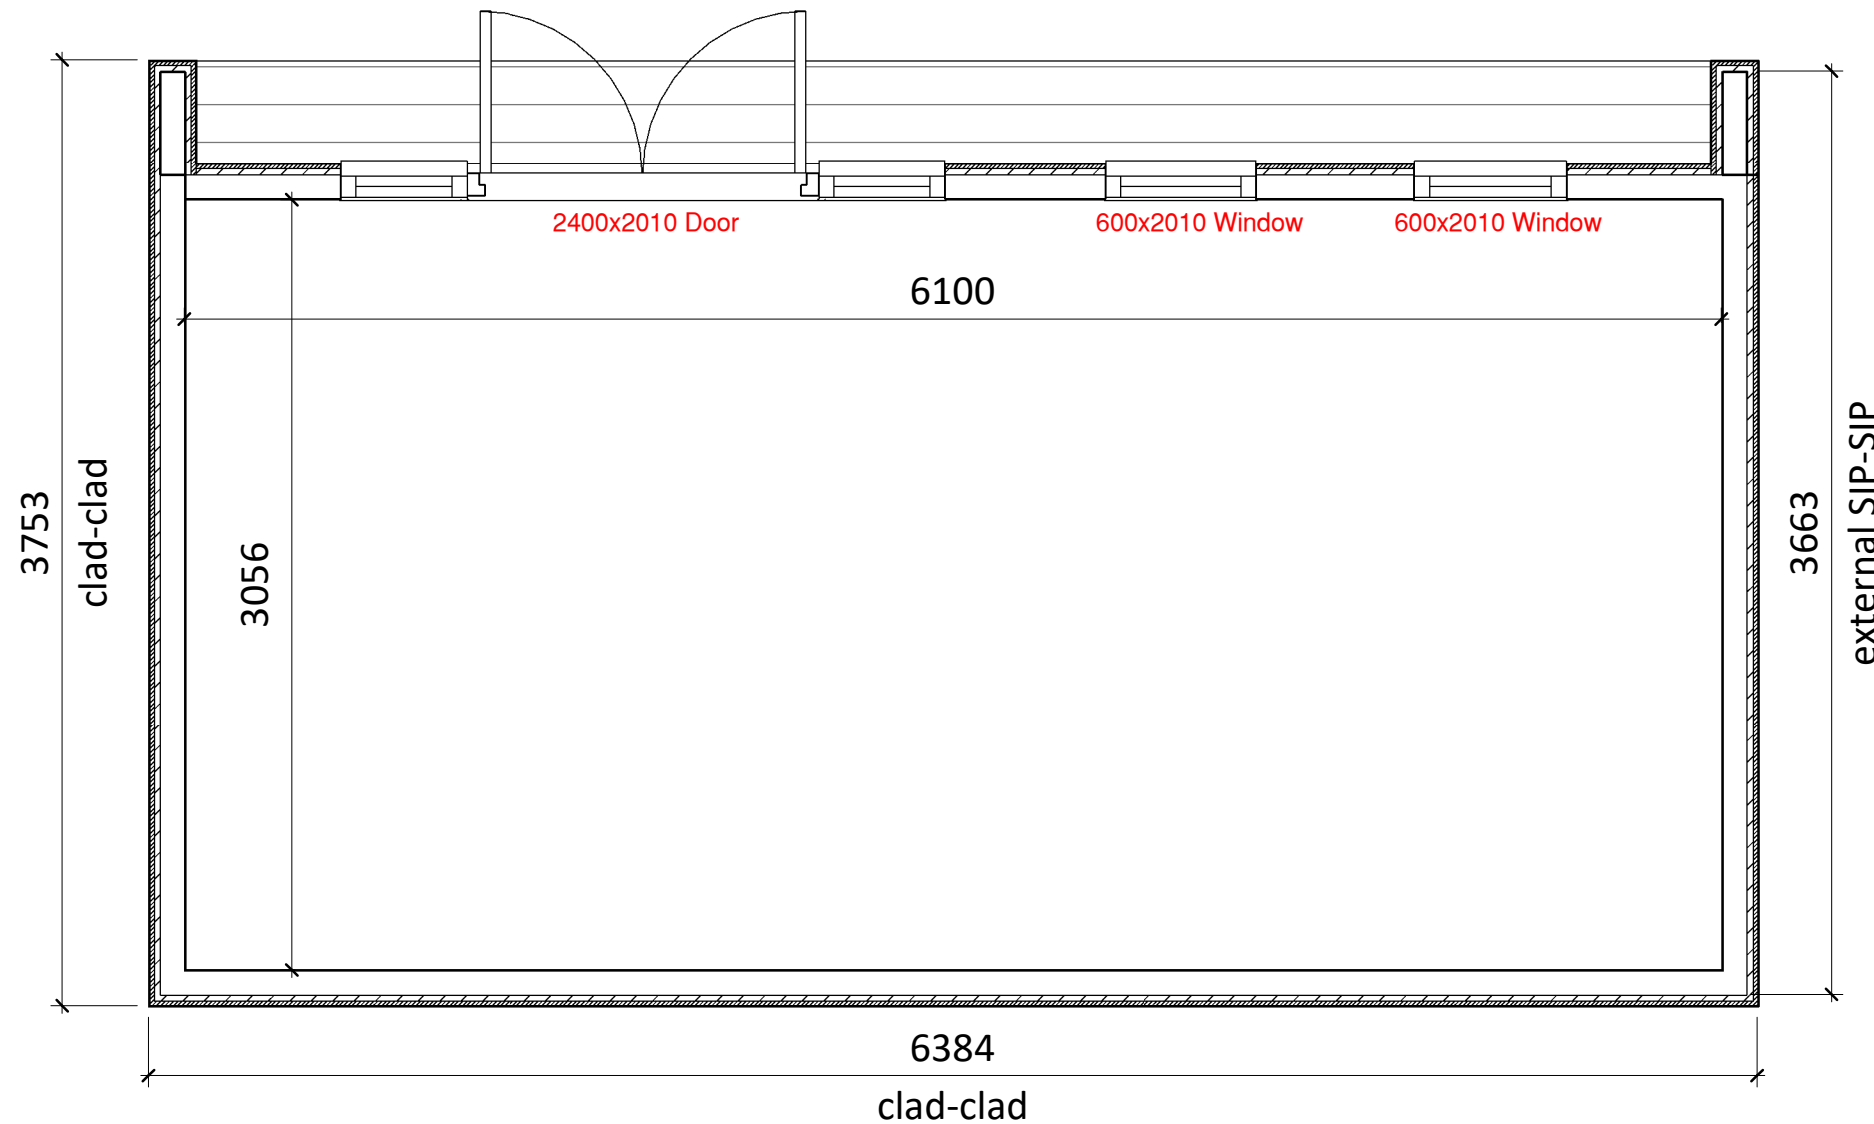 2400x2010 Door
600x2010 Window
600x2010 Window
6100
3753
clad-clad
3056
3663
external SIP-SIP
6384
clad-clad